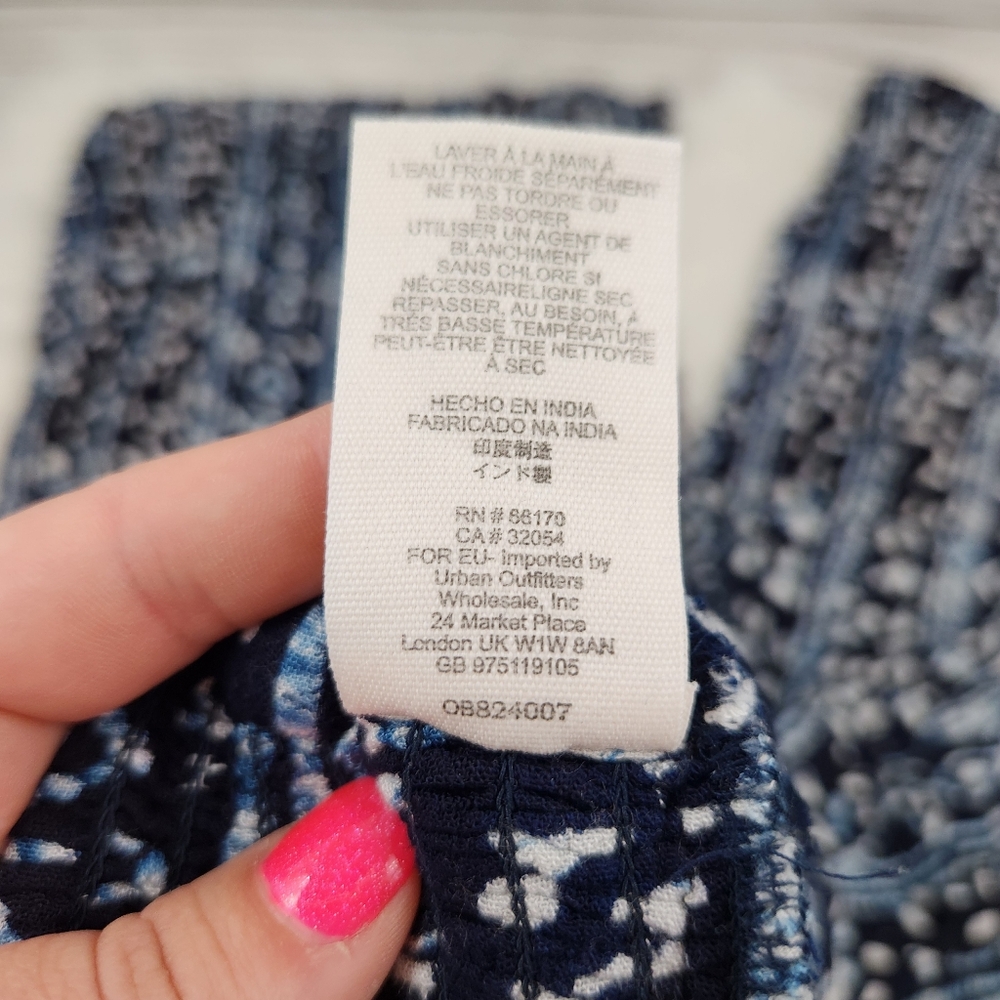 LAVER À LA MAIN À
L'EAU FROIDE SÉPARÉMENT
NE PAS TORDRE OU
ESSORER
UTILISER UN AGENT DE
BLANCHIMENT
SANS CHLORE SI
NÉCESSAIRELIGNE SEC
REPASSER, AU BESOIN, À
TRÉS BASSE TEMPÉRATURE
PEUT-ÊTRE ÊTRE NETTOYÉE
À SEC
HECHO EN INDIA
FABRICADO NA INDIA
印度制造
インド製
RN # 66170
CA # 32054
FOR EU- Imported by
Urban Outfitters
Wholesale, Inc
24 Market Place
London UK W1W 8AN
GB 975119105
OB824007